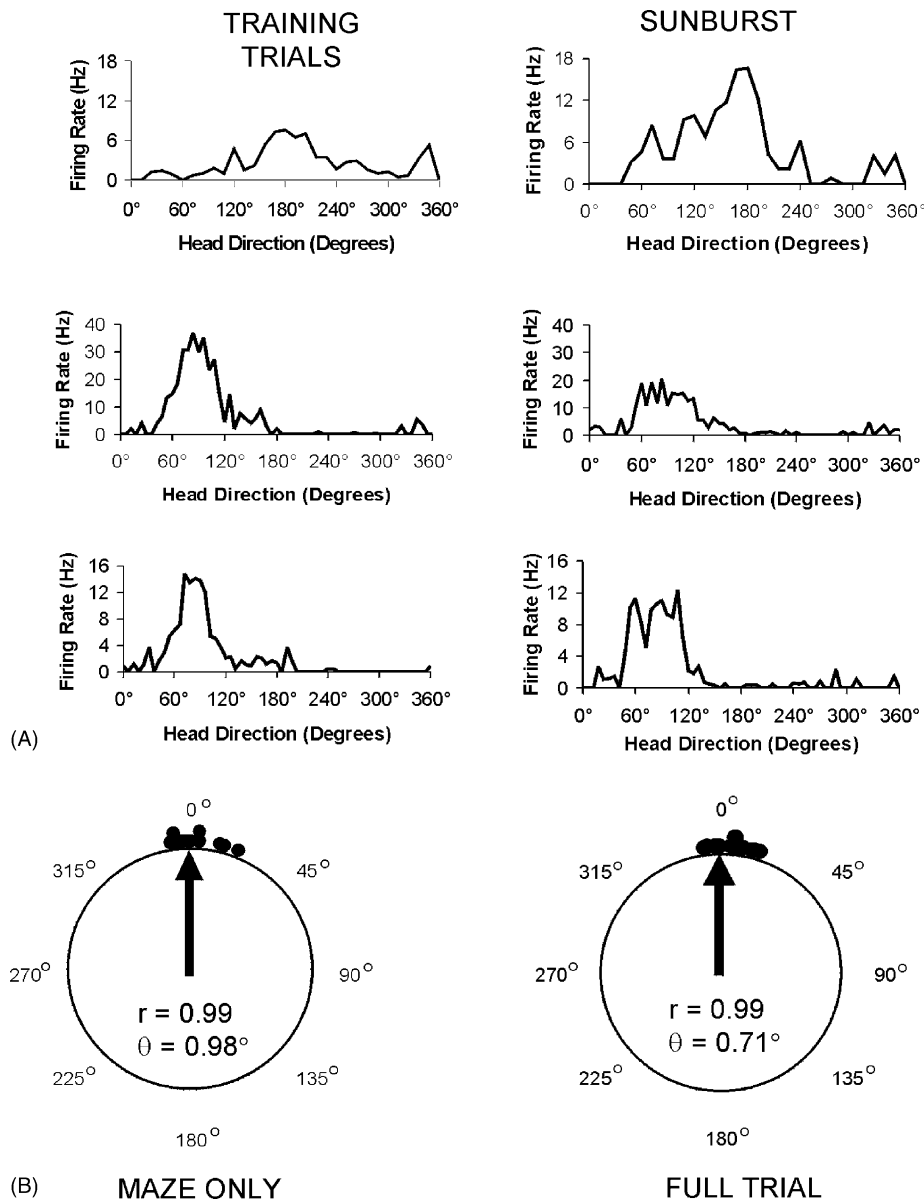 TRAINING
TRIALS
SUNBURST
Firing Rate (Hz)
18
12
6
0
0° 60° 120° 180° 240° 300° 360°
Head Direction (Degrees)
Firing Rate (Hz)
18
12
6
0
0° 60° 120° 180° 240° 300° 360°
Head Direction (Degrees)
Firing Rate (Hz)
40
30
20
10
0
0° 60° 120° 180° 240° 300° 360°
Head Direction (Degrees)
Firing Rate (Hz)
40
30
20
10
0
0° 60° 120° 180° 240° 300° 360°
Head Direction (Degrees)
Firing Rate (Hz)
16
12
8
4
0
0° 60° 120° 180° 240° 300° 360°
Head Direction (Degrees)
Firing Rate (Hz)
16
12
8
4
0
0° 60° 120° 180° 240° 300° 360°
Head Direction (Degrees)
(A)
0°
315° 45°
270° 90°
r = 0.99
θ = 0.98°
225° 135°
180°
0°
315° 45°
270° 90°
r = 0.99
θ = 0.71°
225° 135°
180°
(B) MAZE ONLY
FULL TRIAL